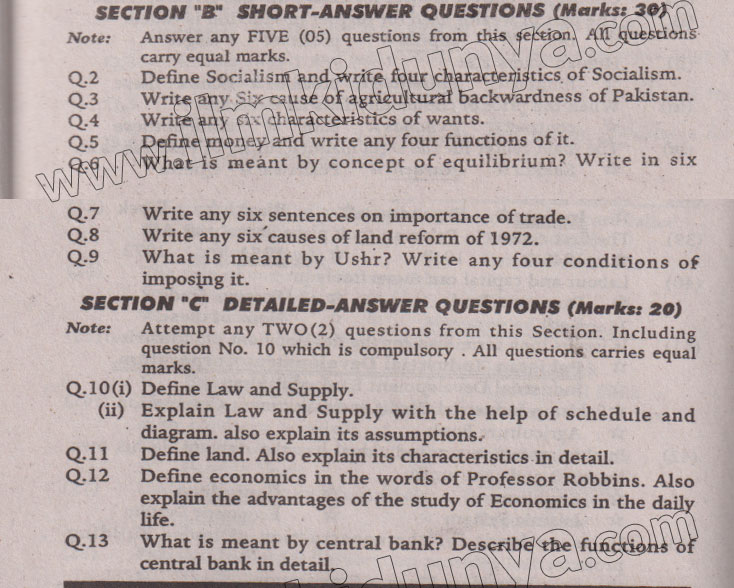 SECTION "B" SHORT-ANSWER QUESTIONS (Marks: 30)
Note: Answer any FIVE (05) questions from this section. All questions
carry equal marks.
Q.2 Define Socialism and write four characteristics of Socialism.
Q.3 Write any Six cause of agricultural backwardness of Pakistan.
Q.4 Write any six characteristics of wants.
Q.5 Define money and write any four functions of it.
Q.6 What is meant by concept of equilibrium? Write in six
www.ilmkidunya.com
Q.7 Write any six sentences on importance of trade.
Q.8 Write any six causes of land reform of 1972.
Q.9 What is meant by Ushr? Write any four conditions of
imposing it.
SECTION "C" DETAILED-ANSWER QUESTIONS (Marks: 20)
Note: Attempt any TWO(2) questions from this Section. Including
question No. 10 which is compulsory . All questions carries equal
marks.
Q.10(i) Define Law and Supply.
(ii) Explain Law and Supply with the help of schedule and
diagram. also explain its assumptions.
Q.11 Define land. Also explain its characteristics in detail.
Q.12 Define economics in the words of Professor Robbins. Also
explain the advantages of the study of Economics in the daily
life.
Q.13 What is meant by central bank? Describe the functions of
central bank in detail.
kidunya.com